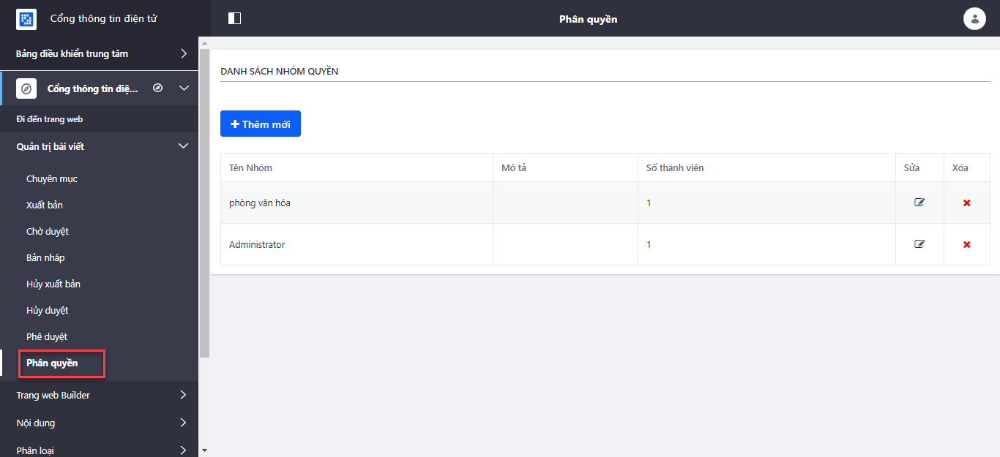 Cổng thông tin điện tử
Phân quyền
Bảng điều khiển trung tâm
Cổng thông tin điệ...
Đi đến trang web
Quản trị bài viết
Chuyên mục
Xuất bản
Chờ duyệt
Bản nháp
Hủy xuất bản
Hủy duyệt
Phê duyệt
Phân quyền
Trang web Builder
Nội dung
Phân loại
DANH SÁCH NHÓM QUYỀN
Thêm mới
Tên Nhóm Mô tả Số thành viên Sửa Xóa
phòng văn hóa 1
Administrator 1